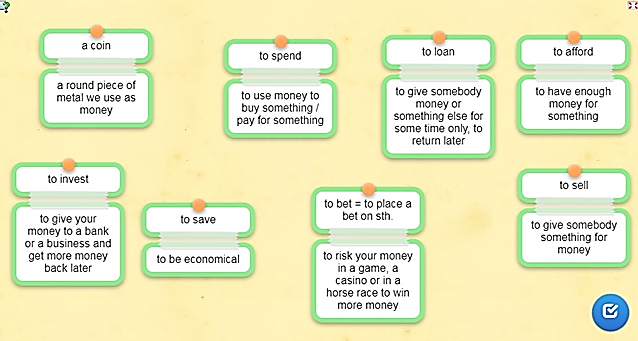 a coin
a round piece of
metal we use as
money
to spend
to use money to
buy something /
pay for something
to loan
to give somebody
money or
something else for
some time only, to
return later
to afford
to have enough
money for
something
to invest
to give your
money to a bank
or a business and
get more money
back later
to save
to be economical
to bet = to place a
bet on sth.
to risk your money
in a game, a
casino or in a
horse race to win
more money
to sell
to give somebody
something for
money